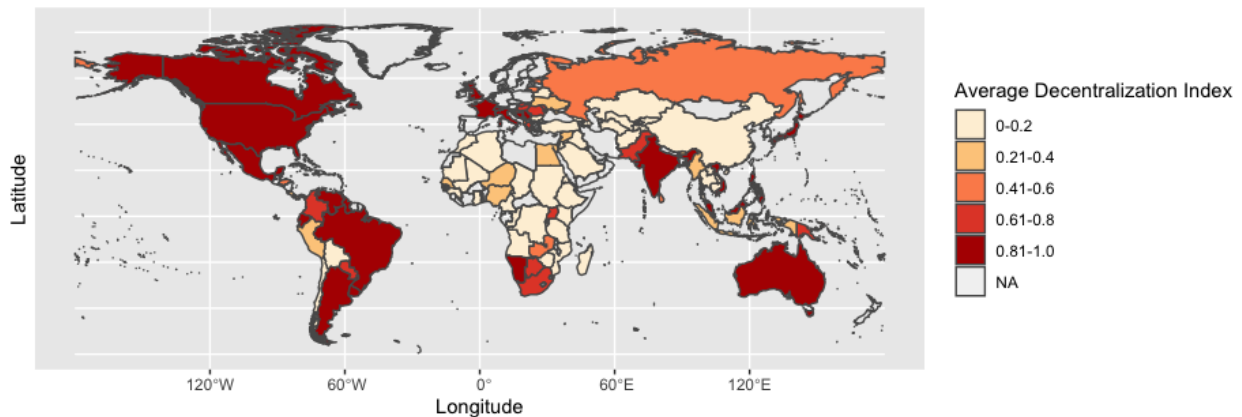 Average Decentralization Index
0-0.2
0.21-0.4
0.41-0.6
0.61-0.8
0.81-1.0
NA
Latitude
120°W 60°W 0° 60°E 120°E
Longitude